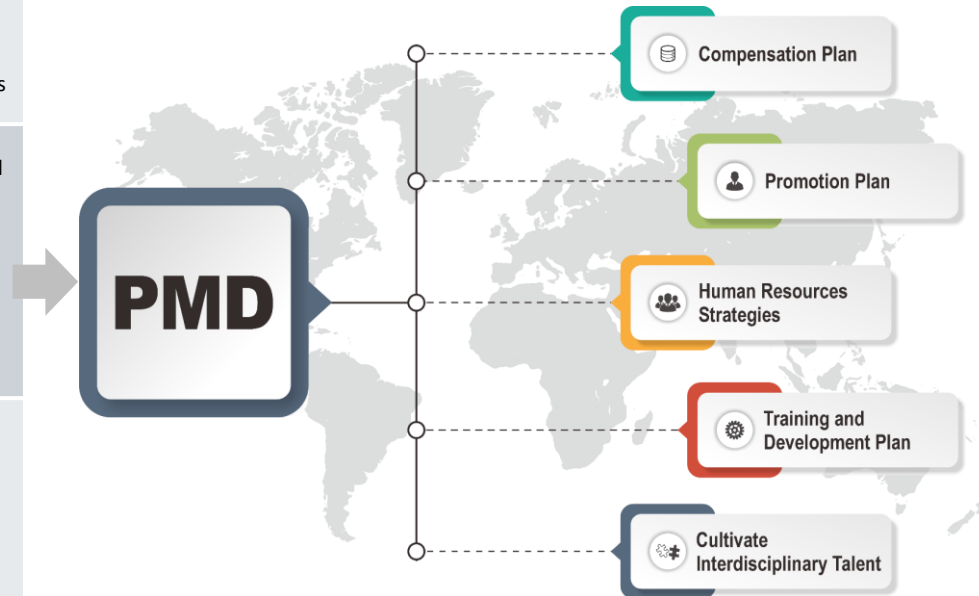 PMD
Compensation Plan
Promotion Plan
Human Resources
Strategies
Training and
Development Plan
Cultivate
Interdisciplinary Talent